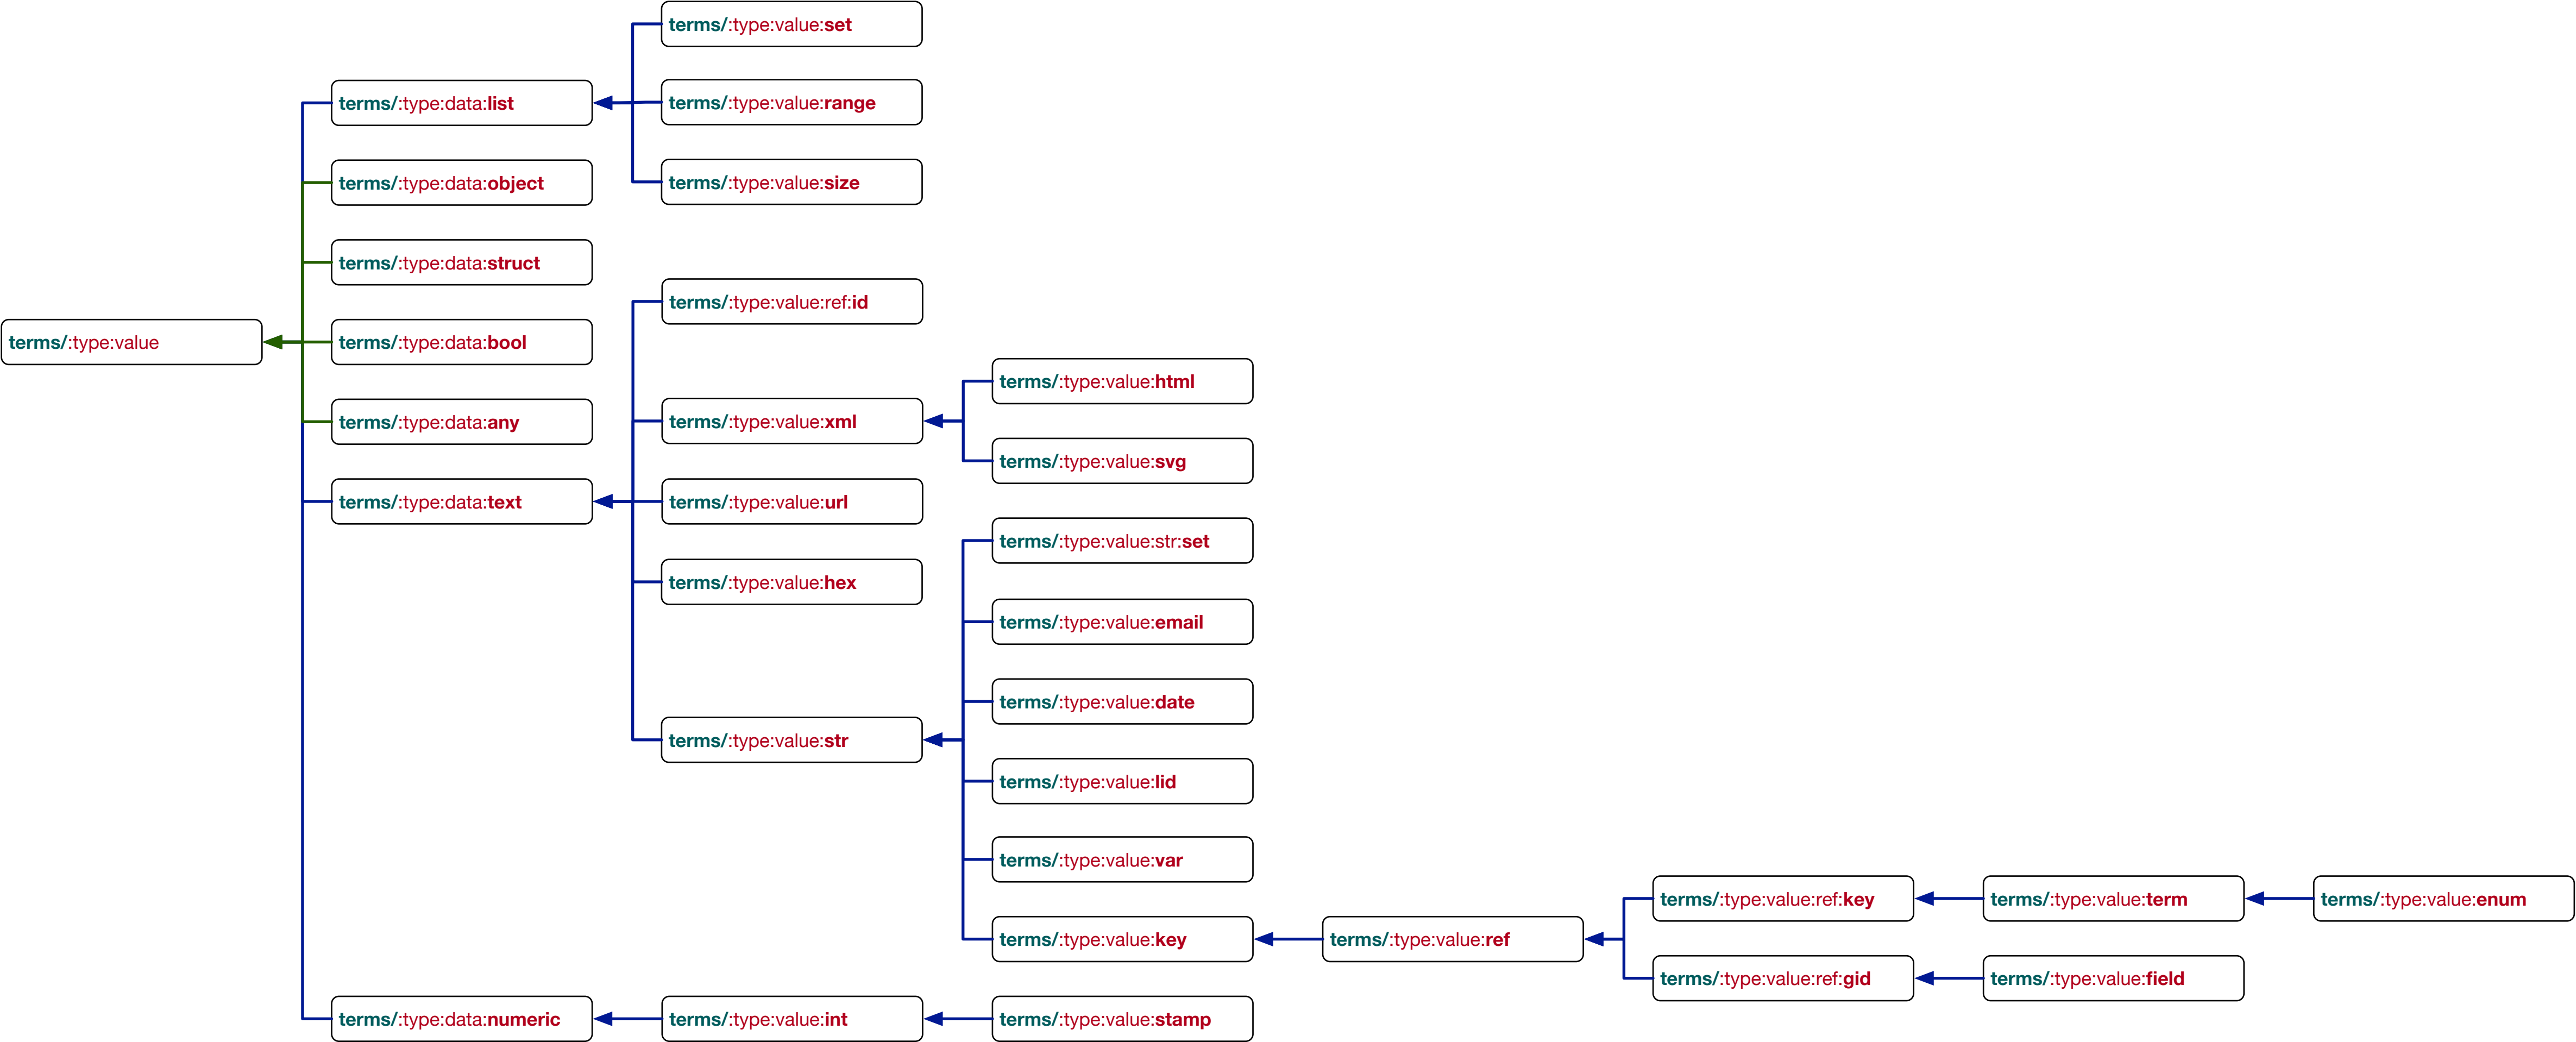 terms/:type:value:set
terms/:type:data:list
terms/:type:value:range
terms/:type:data:object
terms/:type:value:size
terms/:type:data:struct
terms/:type:value:ref:id
terms/:type:value
terms/:type:data:bool
terms/:type:value:html
terms/:type:data:any
terms/:type:value:xml
terms/:type:value:svg
terms/:type:data:text
terms/:type:value:url
terms/:type:value:str:set
terms/:type:value:hex
terms/:type:value:email
terms/:type:value:date
terms/:type:value:str
terms/:type:value:lid
terms/:type:value:var
terms/:type:value:ref:key
terms/:type:value:term
terms/:type:value:enum
terms/:type:value:key
terms/:type:value:ref
terms/:type:value:ref:gid
terms/:type:value:field
terms/:type:data:numeric
terms/:type:value:int
terms/:type:value:stamp